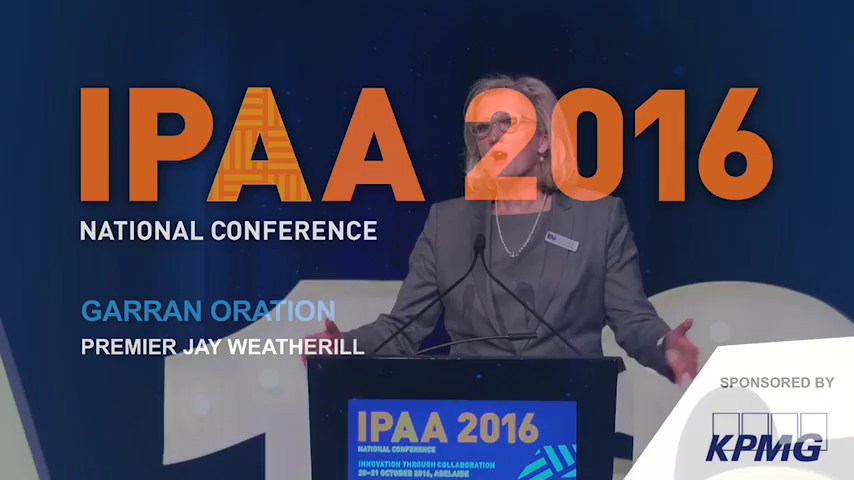 IPAA 2016
NATIONAL CONFERENCE
GARRAN ORATION
PREMIER JAY WEATHERILL
SPONSORED BY
KPMG
IPAA 2016
NATIONAL CONFERENCE
INNOVATION THROUGH COLLABORATION
20-21 OCTOBER 2016, ADELAIDE